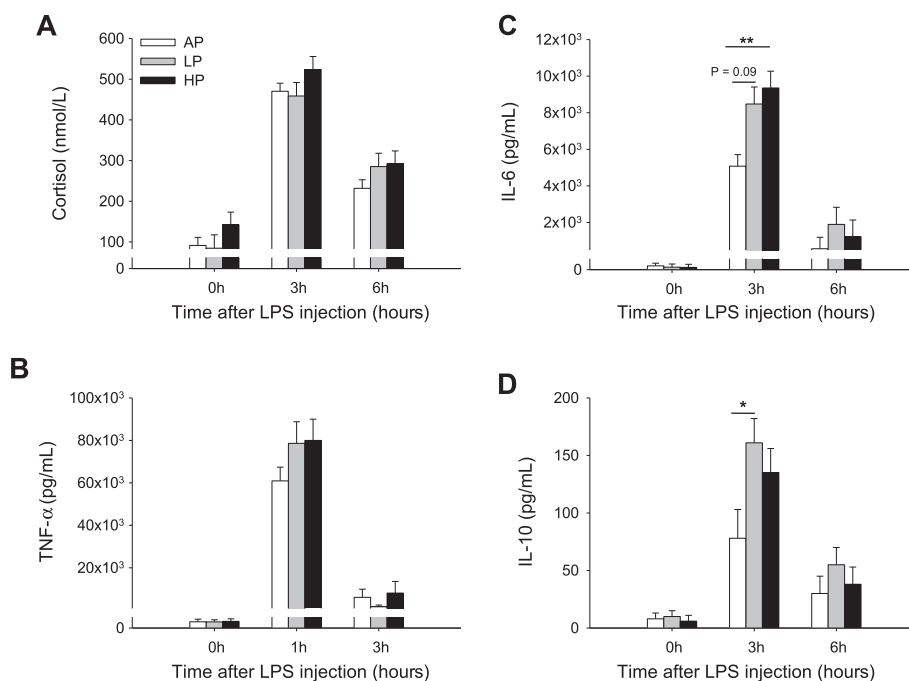 A
600
500
400
300
200
100
0
Cortisol (nmol/L)
AP
LP
HP
0h 3h 6h
Time after LPS injection (hours)
B
100x10³
80x10³
60x10³
40x10³
20x10³
0
TNF-α (pg/mL)
0h 1h 3h
Time after LPS injection (hours)
C
12x10³
10x10³
8x10³
6x10³
4x10³
2x10³
0
IL-6 (pg/mL)
**
P = 0.09
0h 3h 6h
Time after LPS injection (hours)
D
200
150
100
50
0
IL-10 (pg/mL)
*
0h 3h 6h
Time after LPS injection (hours)